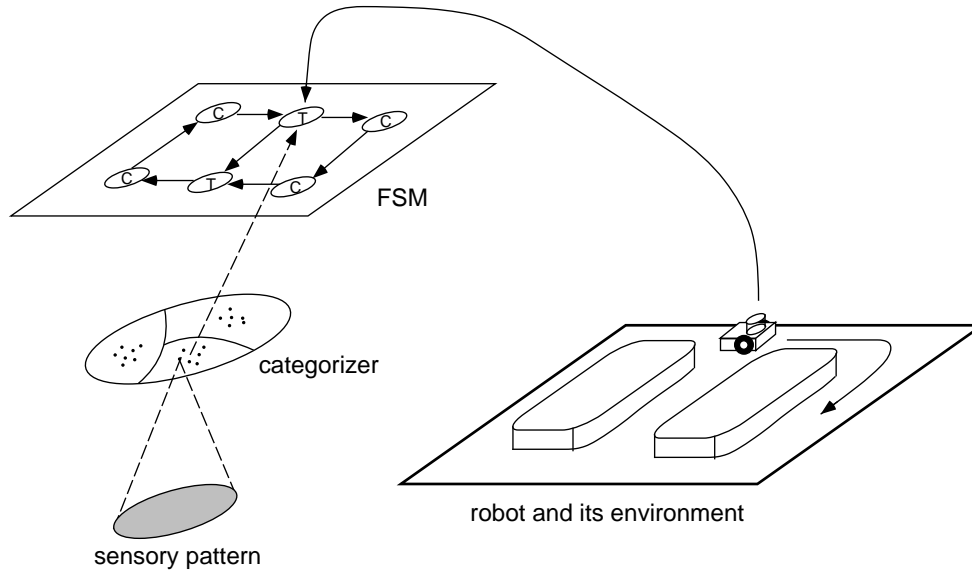 C
T
C
C
T
C
FSM
categorizer
robot and its environment
sensory pattern